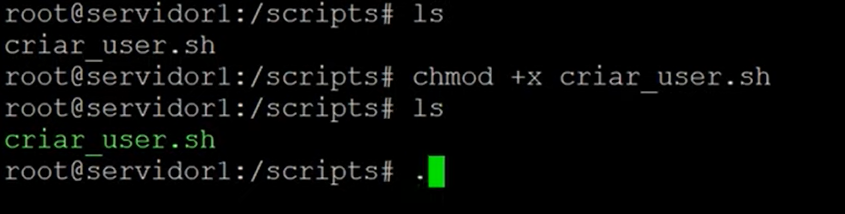 root@servidor1:/scripts# ls
criar_user.sh
root@servidor1:/scripts# chmod +x criar_user.sh
root@servidor1:/scripts# ls
criar_user.sh
root@servidor1:/scripts# .